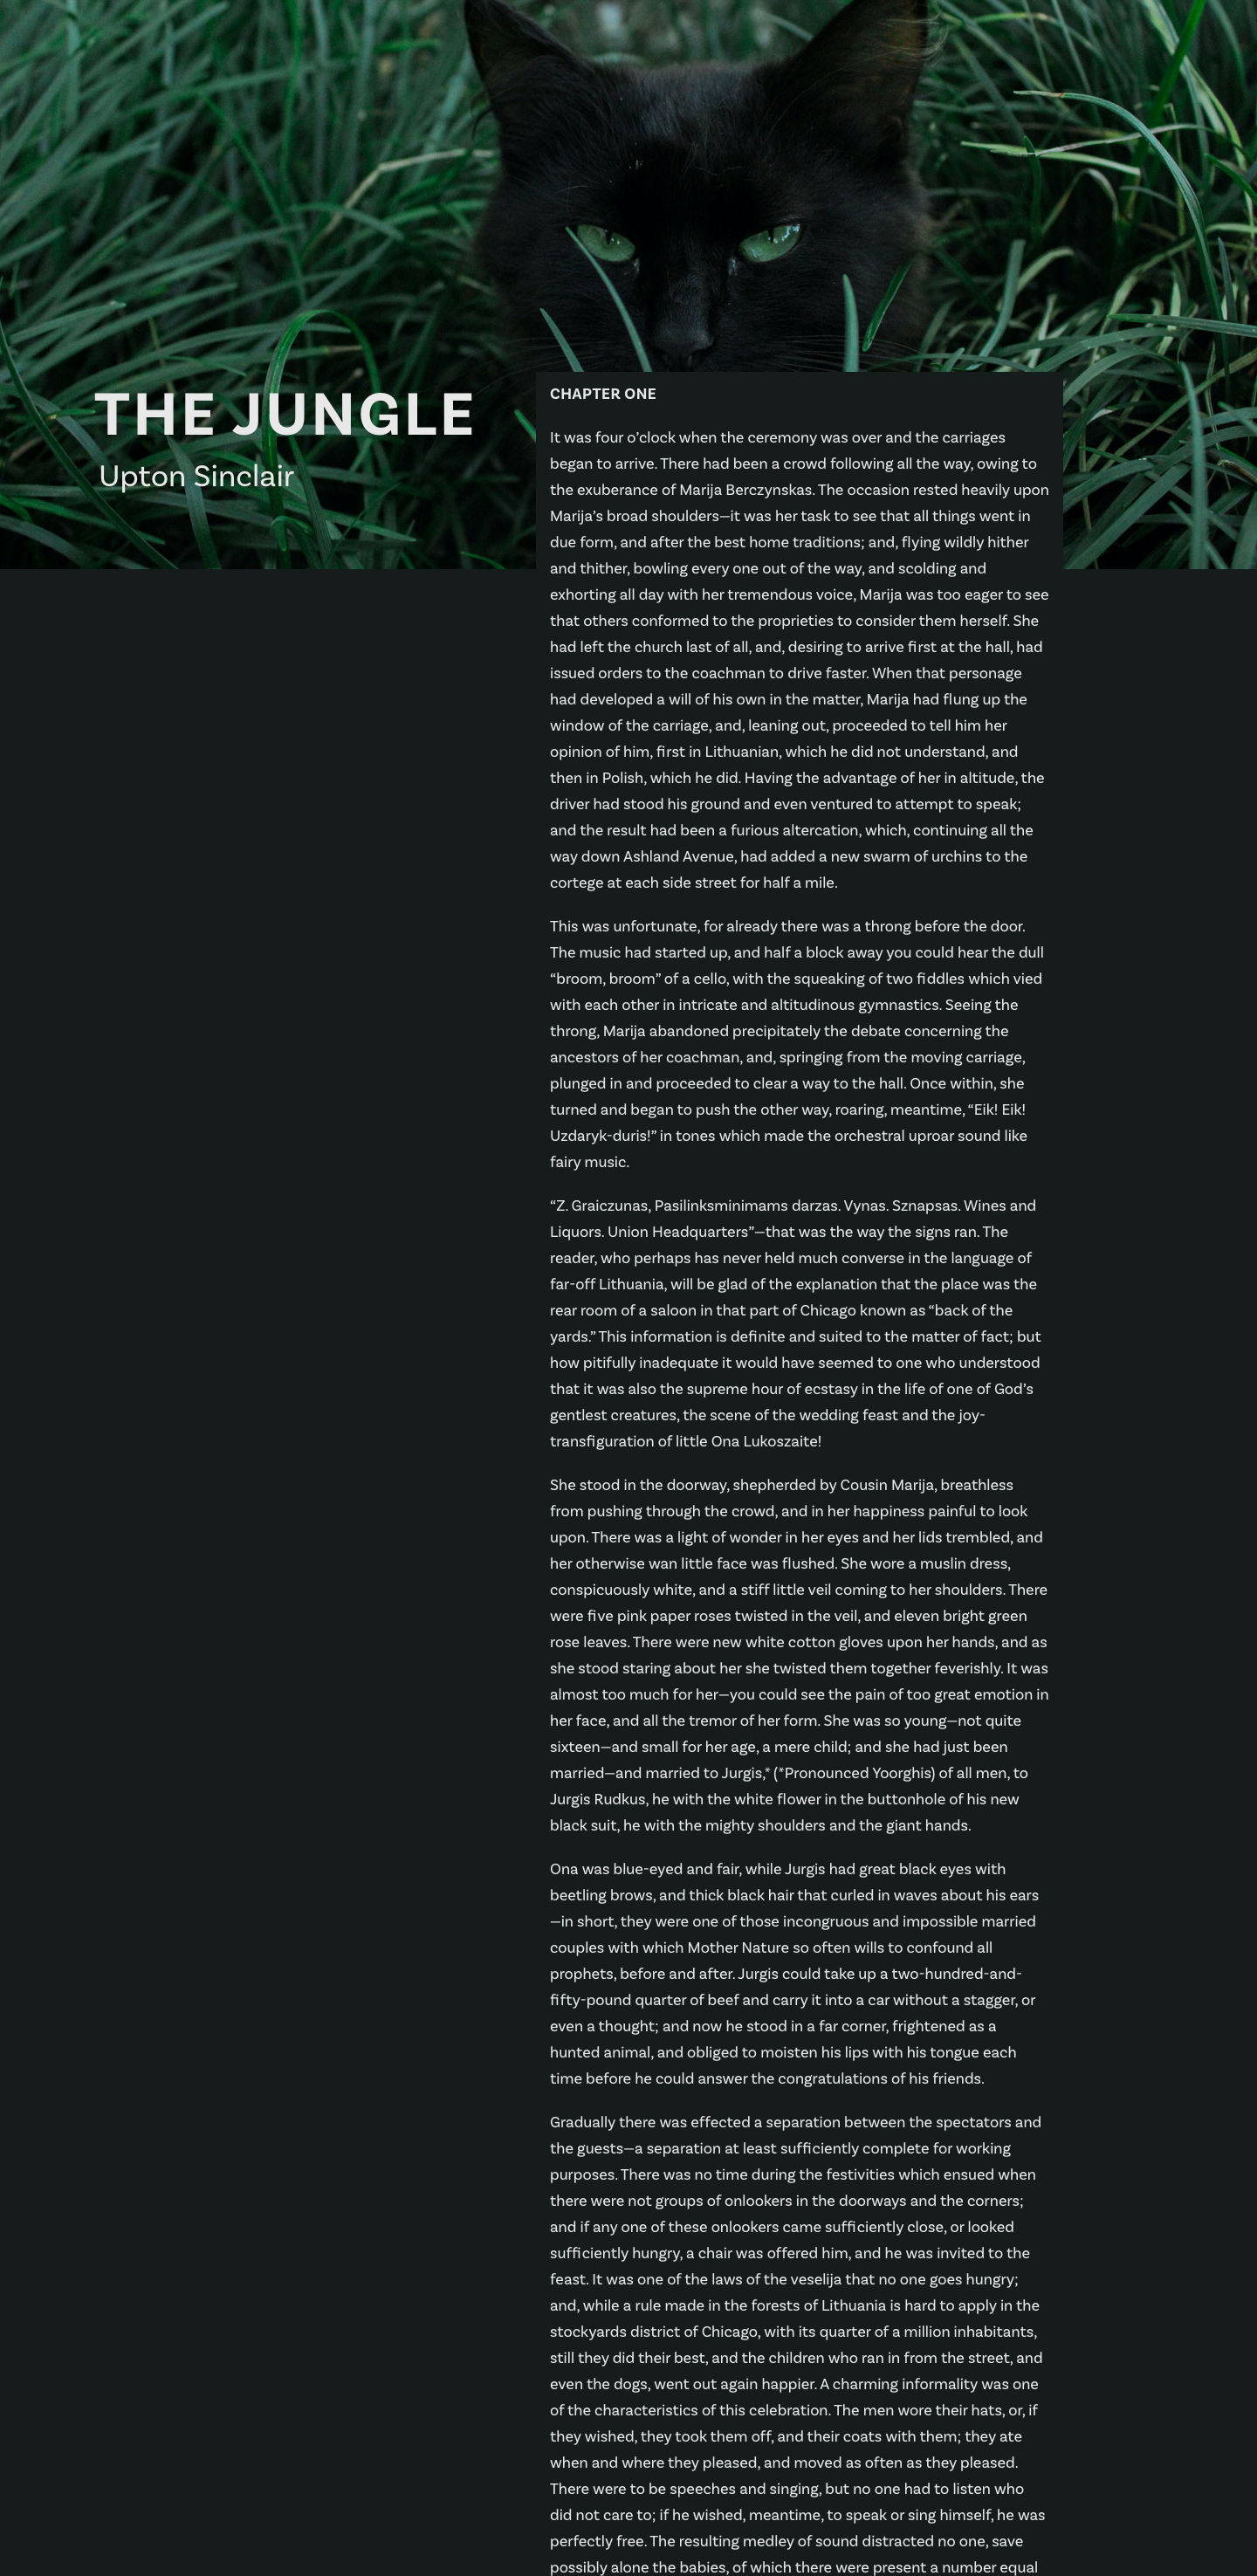 THE JUNGLE
Upton Sinclair
CHAPTER ONE
It was four o’clock when the ceremony was over and the carriages
began to arrive. There had been a crowd following all the way, owing to
the exuberance of Marija Berczynskas. The occasion rested heavily upon
Marija’s broad shoulders—it was her task to see that all things went in
due form, and after the best home traditions; and, flying wildly hither
and thither, bowling every one out of the way, and scolding and
exhorting all day with her tremendous voice, Marija was too eager to see
that others conformed to the proprieties to consider them herself. She
had left the church last of all, and, desiring to arrive first at the hall, had
issued orders to the coachman to drive faster. When that personage
had developed a will of his own in the matter, Marija had flung up the
window of the carriage, and, leaning out, proceeded to tell him her
opinion of him, first in Lithuanian, which he did not understand, and
then in Polish, which he did. Having the advantage of her in altitude, the
driver had stood his ground and even ventured to attempt to speak;
and the result had been a furious altercation, which, continuing all the
way down Ashland Avenue, had added a new swarm of urchins to the
cortege at each side street for half a mile.
This was unfortunate, for already there was a throng before the door.
The music had started up, and half a block away you could hear the dull
“broom, broom” of a cello, with the squeaking of two fiddles which vied
with each other in intricate and altitudinous gymnastics. Seeing the
throng, Marija abandoned precipitately the debate concerning the
ancestors of her coachman, and, springing from the moving carriage,
plunged in and proceeded to clear a way to the hall. Once within, she
turned and began to push the other way, roaring, meantime, “Eik! Eik!
Uzdaryk-duris!” in tones which made the orchestral uproar sound like
fairy music.
“Z. Graiczunas, Pasilinksminimams darzas. Vynas. Sznapsas. Wines and
Liquors. Union Headquarters”—that was the way the signs ran. The
reader, who perhaps has never held much converse in the language of
far-off Lithuania, will be glad of the explanation that the place was the
rear room of a saloon in that part of Chicago known as “back of the
yards.” This information is definite and suited to the matter of fact; but
how pitifully inadequate it would have seemed to one who understood
that it was also the supreme hour of ecstasy in the life of one of God’s
gentlest creatures, the scene of the wedding feast and the joy-
transfiguration of little Ona Lukoszaite!
She stood in the doorway, shepherded by Cousin Marija, breathless
from pushing through the crowd, and in her happiness painful to look
upon. There was a light of wonder in her eyes and her lids trembled, and
her otherwise wan little face was flushed. She wore a muslin dress,
conspicuously white, and a stiff little veil coming to her shoulders. There
were five pink paper roses twisted in the veil, and eleven bright green
rose leaves. There were new white cotton gloves upon her hands, and as
she stood staring about her she twisted them together feverishly. It was
almost too much for her—you could see the pain of too great emotion in
her face, and all the tremor of her form. She was so young—not quite
sixteen—and small for her age, a mere child; and she had just been
married—and married to Jurgis,* (*Pronounced Yoorghis) of all men, to
Jurgis Rudkus, he with the white flower in the buttonhole of his new
black suit, he with the mighty shoulders and the giant hands.
Ona was blue-eyed and fair, while Jurgis had great black eyes with
beetling brows, and thick black hair that curled in waves about his ears
—in short, they were one of those incongruous and impossible married
couples with which Mother Nature so often wills to confound all
prophets, before and after. Jurgis could take up a two-hundred-and-
fifty-pound quarter of beef and carry it into a car without a stagger, or
even a thought; and now he stood in a far corner, frightened as a
hunted animal, and obliged to moisten his lips with his tongue each
time before he could answer the congratulations of his friends.
Gradually there was effected a separation between the spectators and
the guests—a separation at least sufficiently complete for working
purposes. There was no time during the festivities which ensued when
there were not groups of onlookers in the doorways and the corners;
and if any one of these onlookers came sufficiently close, or looked
sufficiently hungry, a chair was offered him, and he was invited to the
feast. It was one of the laws of the veselija that no one goes hungry;
and, while a rule made in the forests of Lithuania is hard to apply in the
stockyards district of Chicago, with its quarter of a million inhabitants,
still they did their best, and the children who ran in from the street, and
even the dogs, went out again happier. A charming informality was one
of the characteristics of this celebration. The men wore their hats, or, if
they wished, they took them off, and their coats with them; they ate
when and where they pleased, and moved as often as they pleased.
There were to be speeches and singing, but no one had to listen who
did not care to; if he wished, meantime, to speak or sing himself, he was
perfectly free. The resulting medley of sound distracted no one, save
possibly alone the babies, of which there were present a number equal